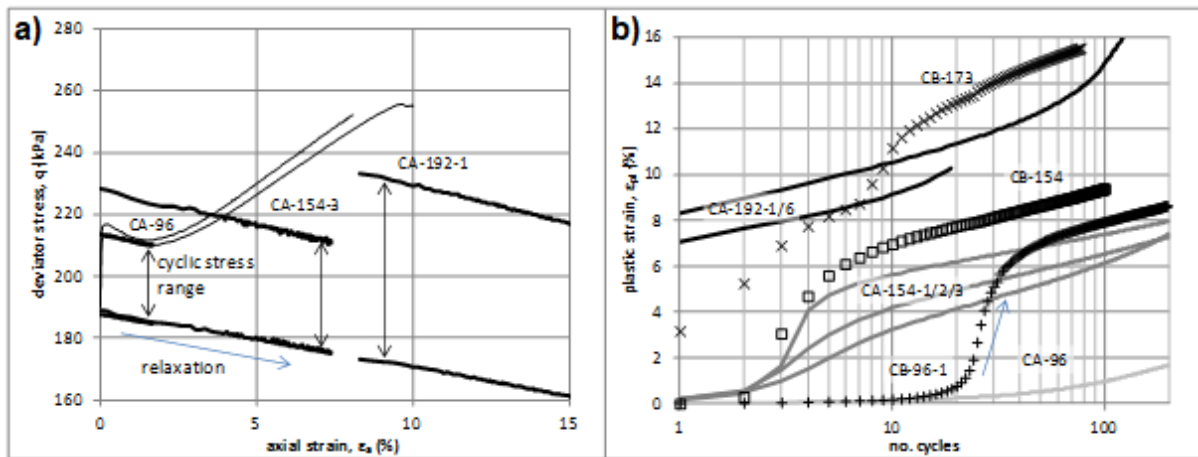 a)
deviator stress, q (kPa)
280
260
240
220
200
180
160
CA-192-1
CA-96
CA-154-3
cyclic stress
range
relaxation
0
5
10
15
axial strain, εa (%)
b)
plastic strain, εpl (%)
16
14
12
10
8
6
4
2
0
CB-173
CB-154
CA-192-1/6
CA-154-1/2/3
CB-96-1
CA-96
1
10
100
no. cycles